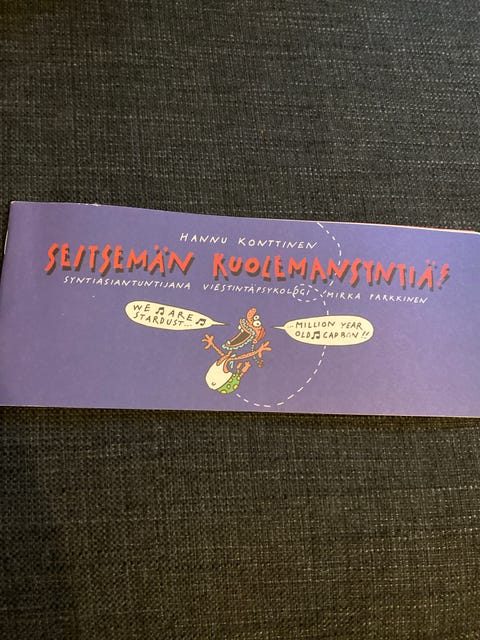 HANNU KONTTINEN
SEITSEMÄN KUOLEMANSYNTIÄ?
SYNTIASIANTUNTIJANA VIESTINTÄPSYKOLOGI MIRKA PARKKINEN
WE ♫ ARE
STARDUST... ♫
...MILLION YEAR
OLD ♫ CARBON!!